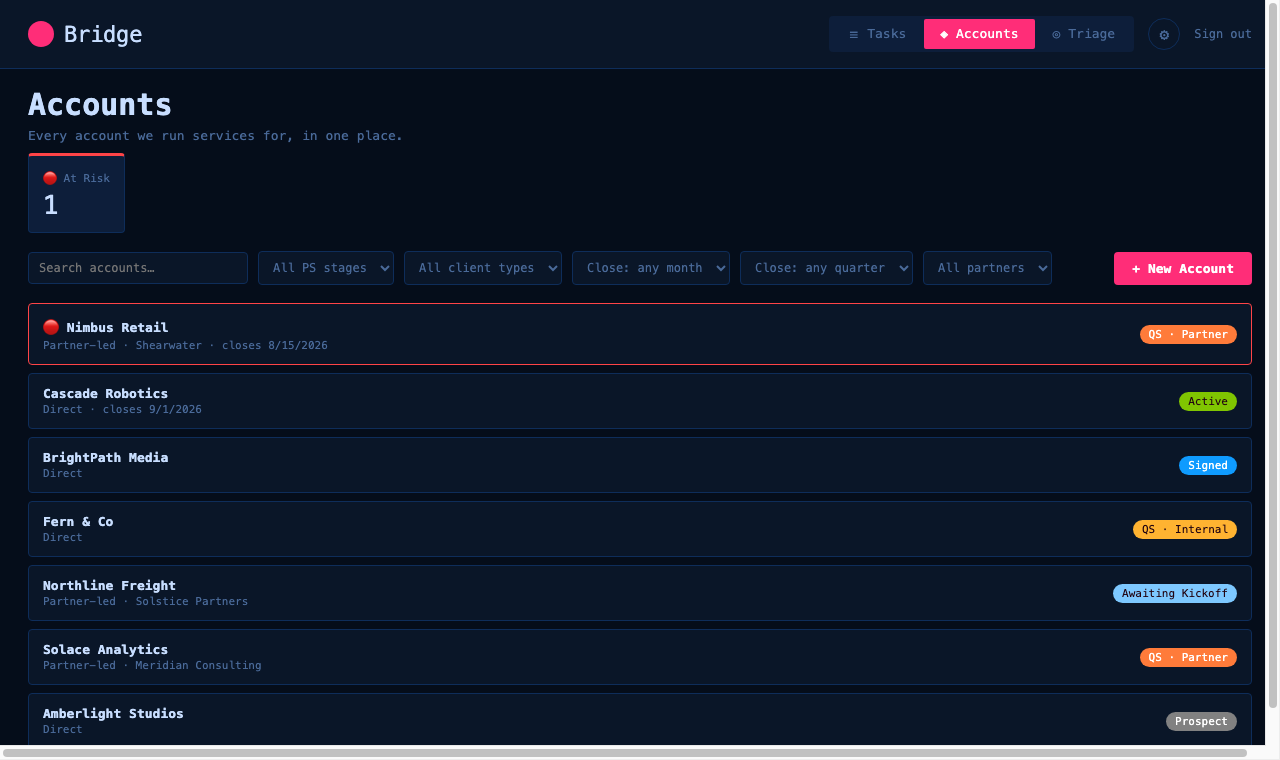 Bridge
≡ Tasks
◆ Accounts
◎ Triage
⚙
Sign out
Accounts
Every account we run services for, in one place.
🔴 At Risk
1
Search accounts…
All PS stages
All client types
Close: any month
Close: any quarter
All partners
+ New Account
🔴 Nimbus Retail
Partner-led · Shearwater · closes 8/15/2026
QS · Partner
Cascade Robotics
Direct · closes 9/1/2026
Active
BrightPath Media
Direct
Signed
Fern & Co
Direct
QS · Internal
Northline Freight
Partner-led · Solstice Partners
Awaiting Kickoff
Solace Analytics
Partner-led · Meridian Consulting
QS · Partner
Amberlight Studios
Direct
Prospect